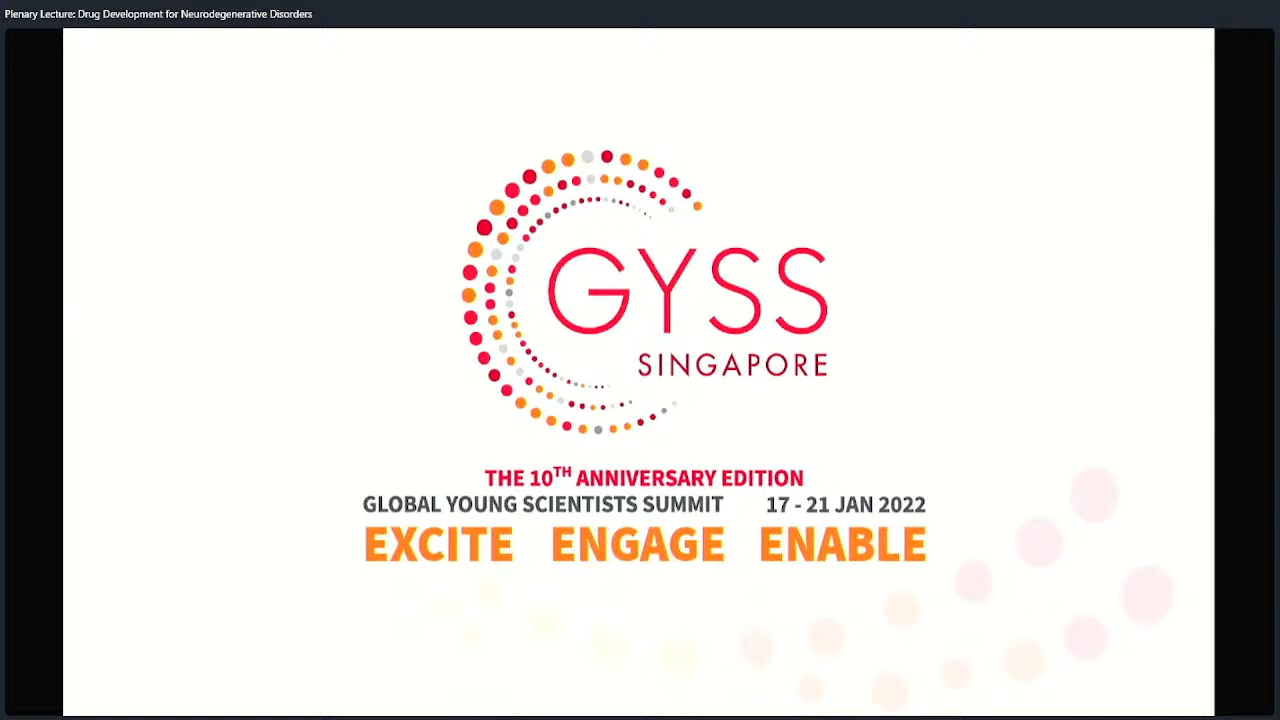 Plenary Lecture: Drug Development for Neurodegenerative Disorders
GYSS
SINGAPORE
THE 10TH ANNIVERSARY EDITION
GLOBAL YOUNG SCIENTISTS SUMMIT 17 - 21 JAN 2022
EXCITE ENGAGE ENABLE